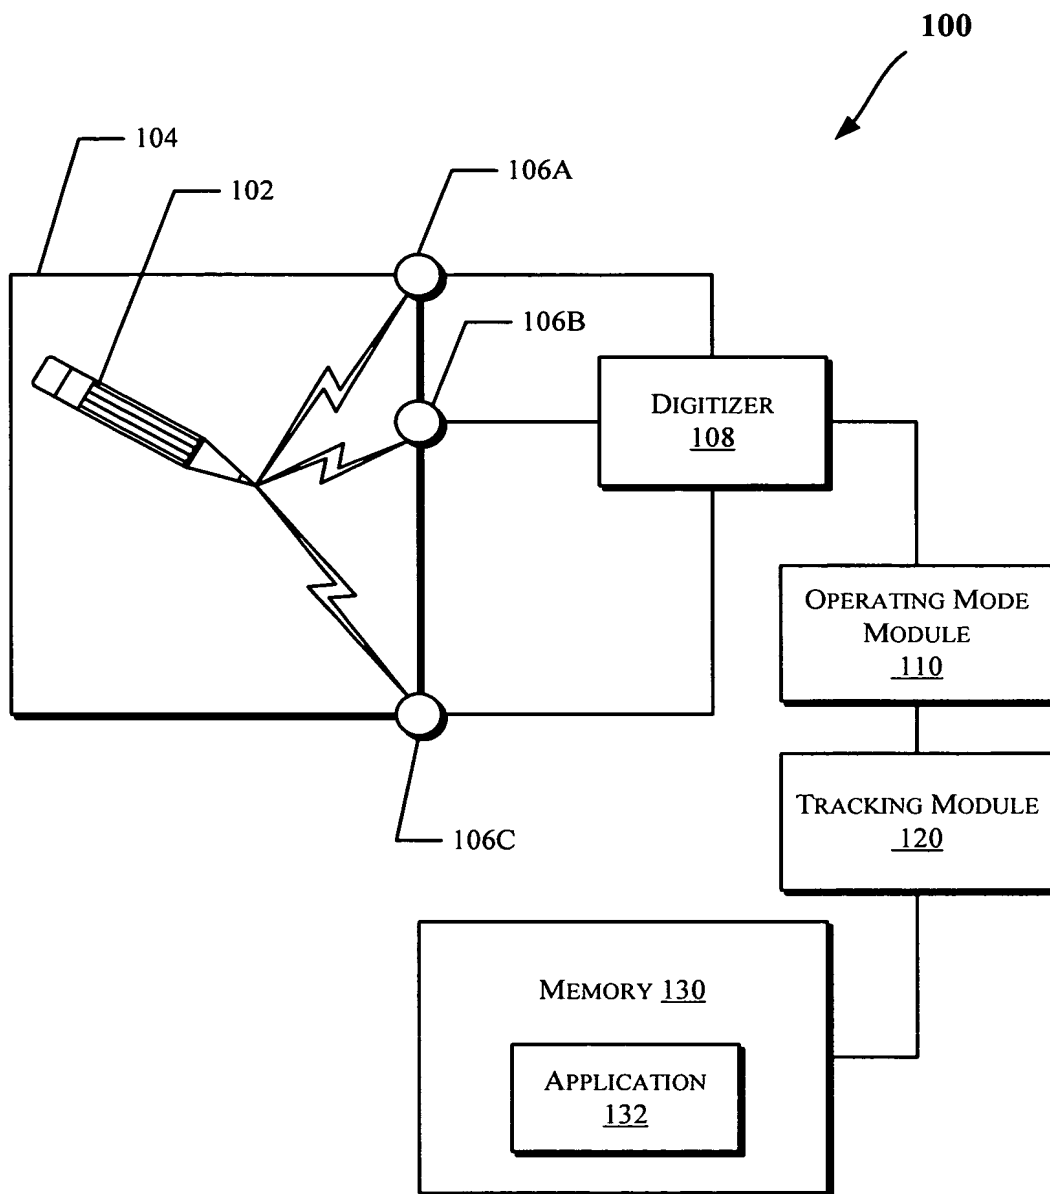 100
104
102
106A
106B
DIGITIZER
108
OPERATING MODE
MODULE
110
TRACKING MODULE
120
106C
MEMORY 130
APPLICATION
132